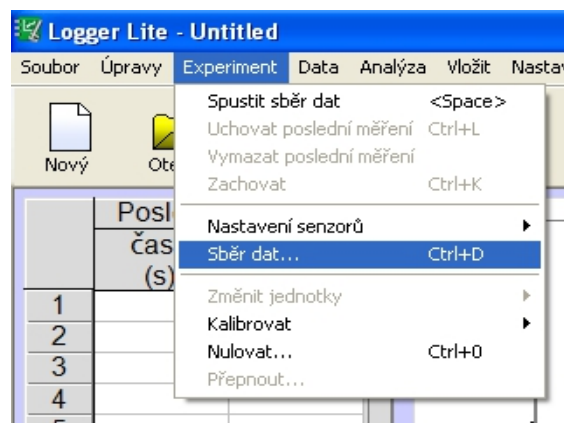 Logger Lite - Untitled
Soubor Úpravy Experiment Data Analýza Vložit
Spustit sběr dat <Space>
Uchovat poslední měření Ctrl+L
Vymazat poslední měření
Zachovat Ctrl+K
Nastavení senzorů
Sběr dat... Ctrl+D
Změnit jednotky
Kalibrovat
Nulovat... Ctrl+0
Přepnout...
Nový
(s)
1
2
3
4